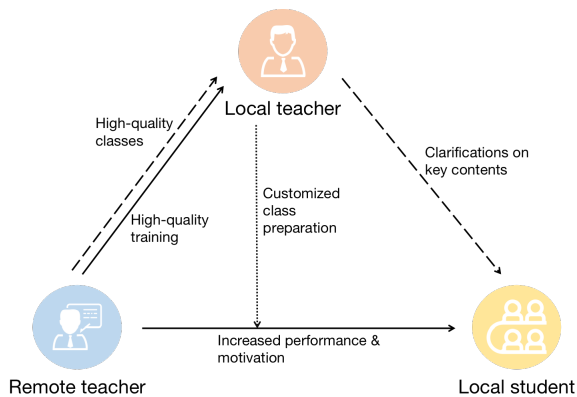 Local teacher
High-quality
classes
Clarifications on
key contents
Customized
class
preparation
High-quality
training
Increased performance &
motivation
Remote teacher
Local student